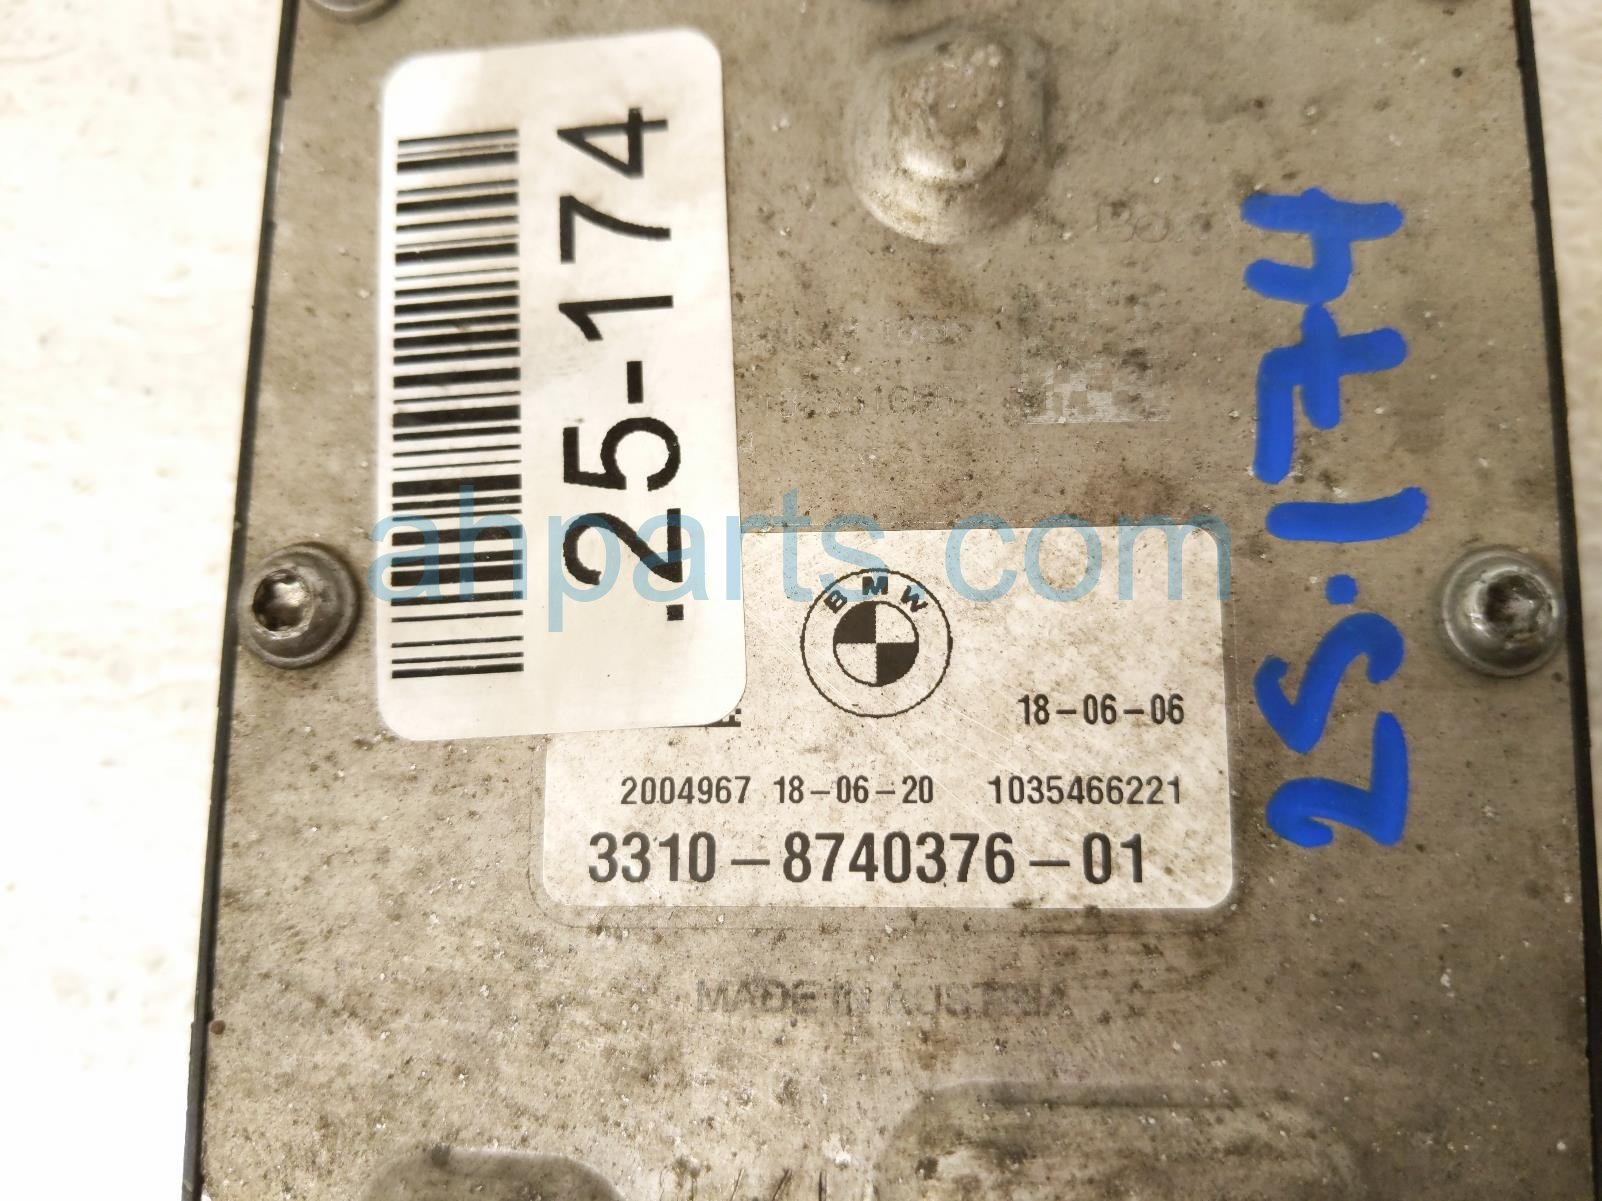 .25-174
25.174
ahparts.com
BMW
18-06-06
2004967 18-06-20 1035466221
3310-8740376-01
MADE IN AUSTRIA